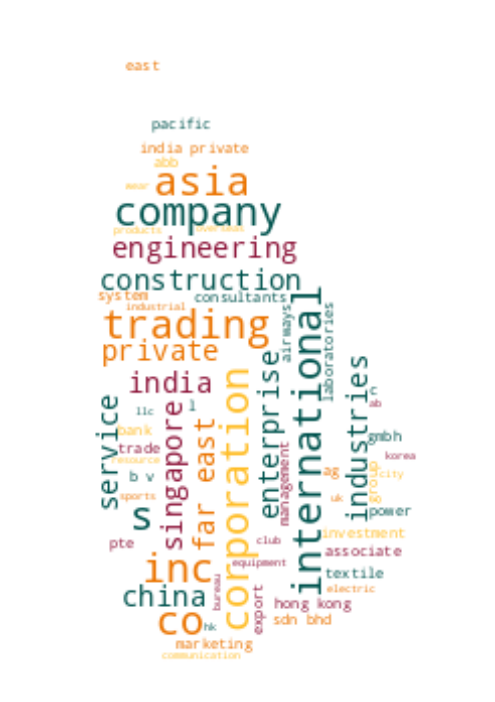 east
pacific
india private
abb
wear asia
company
products overseas
engineering
construction
system consultants
industrial
trading
private
airways
laboratories
international
india
enterprise
industries
corporation
service
llc l
singapore
far east
c
ab
bank
gmbh
trade
management
korea
resource
b v
ag
group
city
sports
uk
s
power
club
investment
pte
associate
inc
equipment
textile
bureau
electric
china
export
hong kong
co
hk
sdn bhd
marketing
communication